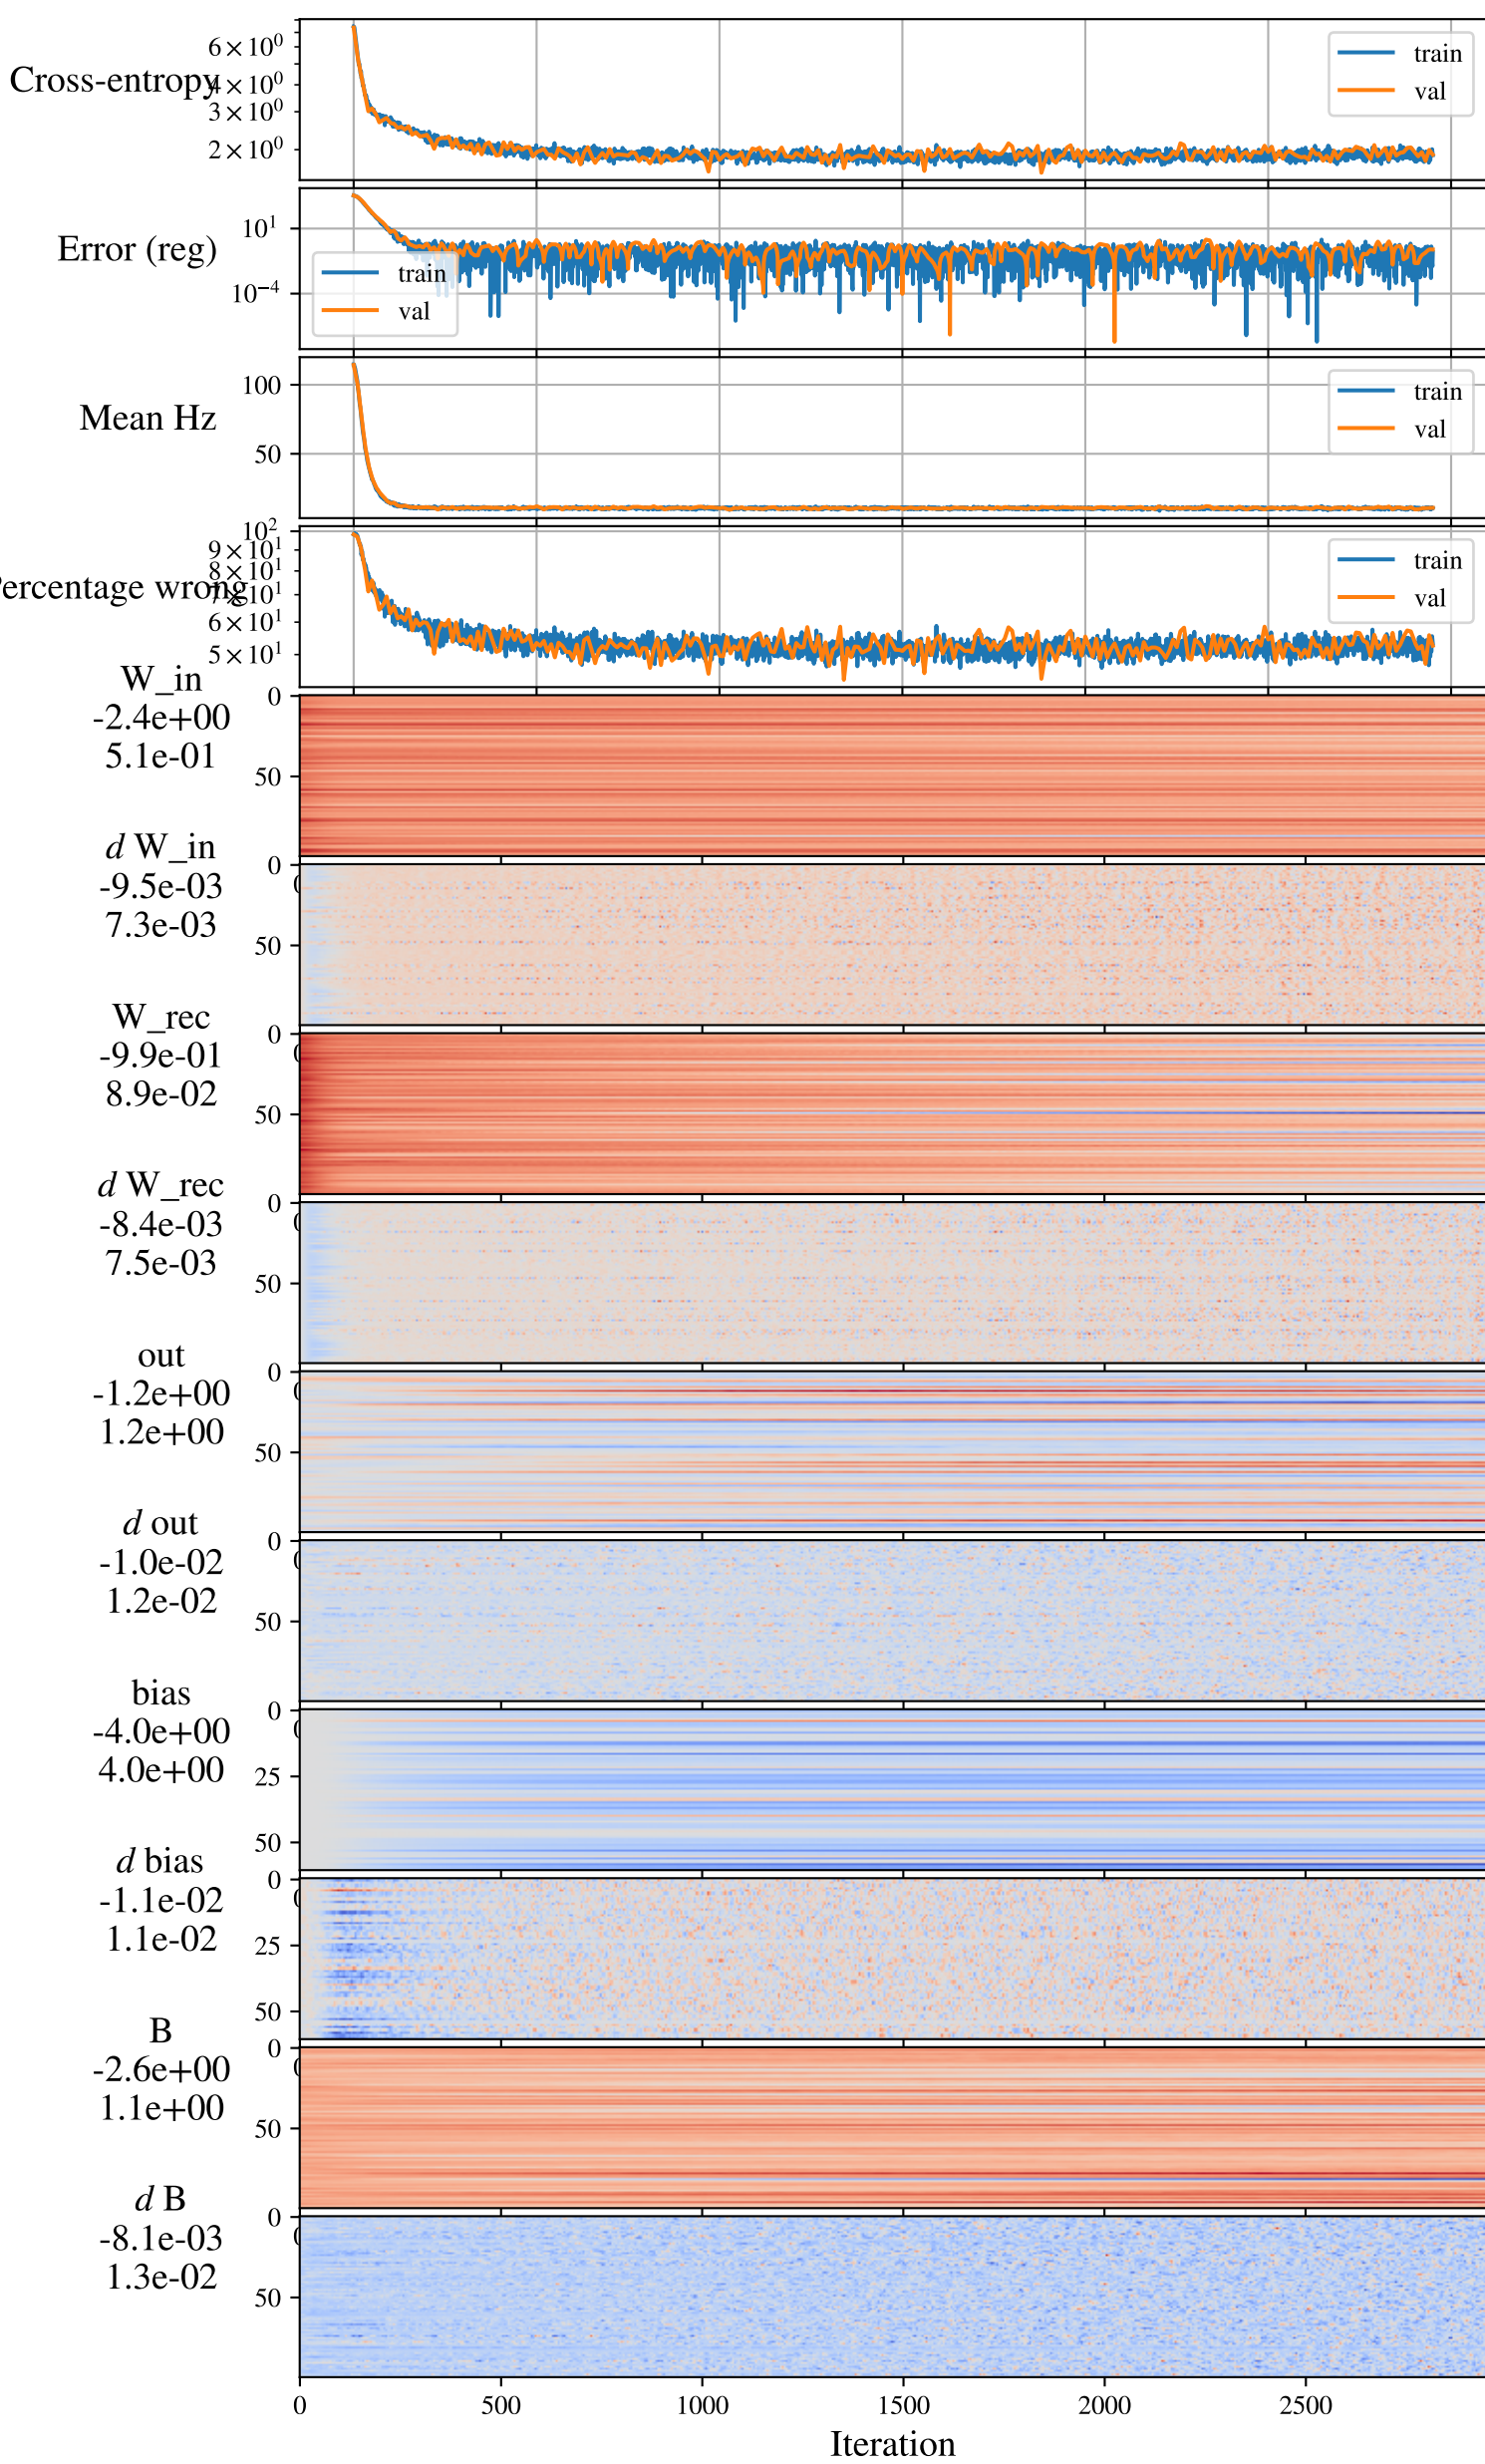 6×10⁰
Cross-entropy
4×10⁰
3×10⁰
2×10⁰
train
val
Error (reg)
10¹
10⁻⁴
train
val
Mean Hz
100
50
train
val
10²
9×10¹
8×10¹
Percentage wrong
7×10¹
6×10¹
5×10¹
train
val
W_in
-2.4e+00
5.1e-01
0
50
d W_in
-9.5e-03
7.3e-03
0
50
W_rec
-9.9e-01
8.9e-02
0
50
d W_rec
-8.4e-03
7.5e-03
0
50
out
-1.2e+00
1.2e+00
0
50
d out
-1.0e-02
1.2e-02
0
50
bias
-4.0e+00
4.0e+00
0
25
50
d bias
-1.1e-02
1.1e-02
0
25
50
B
-2.6e+00
1.1e+00
0
50
d B
-8.1e-03
1.3e-02
0
50
0 500 1000 1500 2000 2500
Iteration